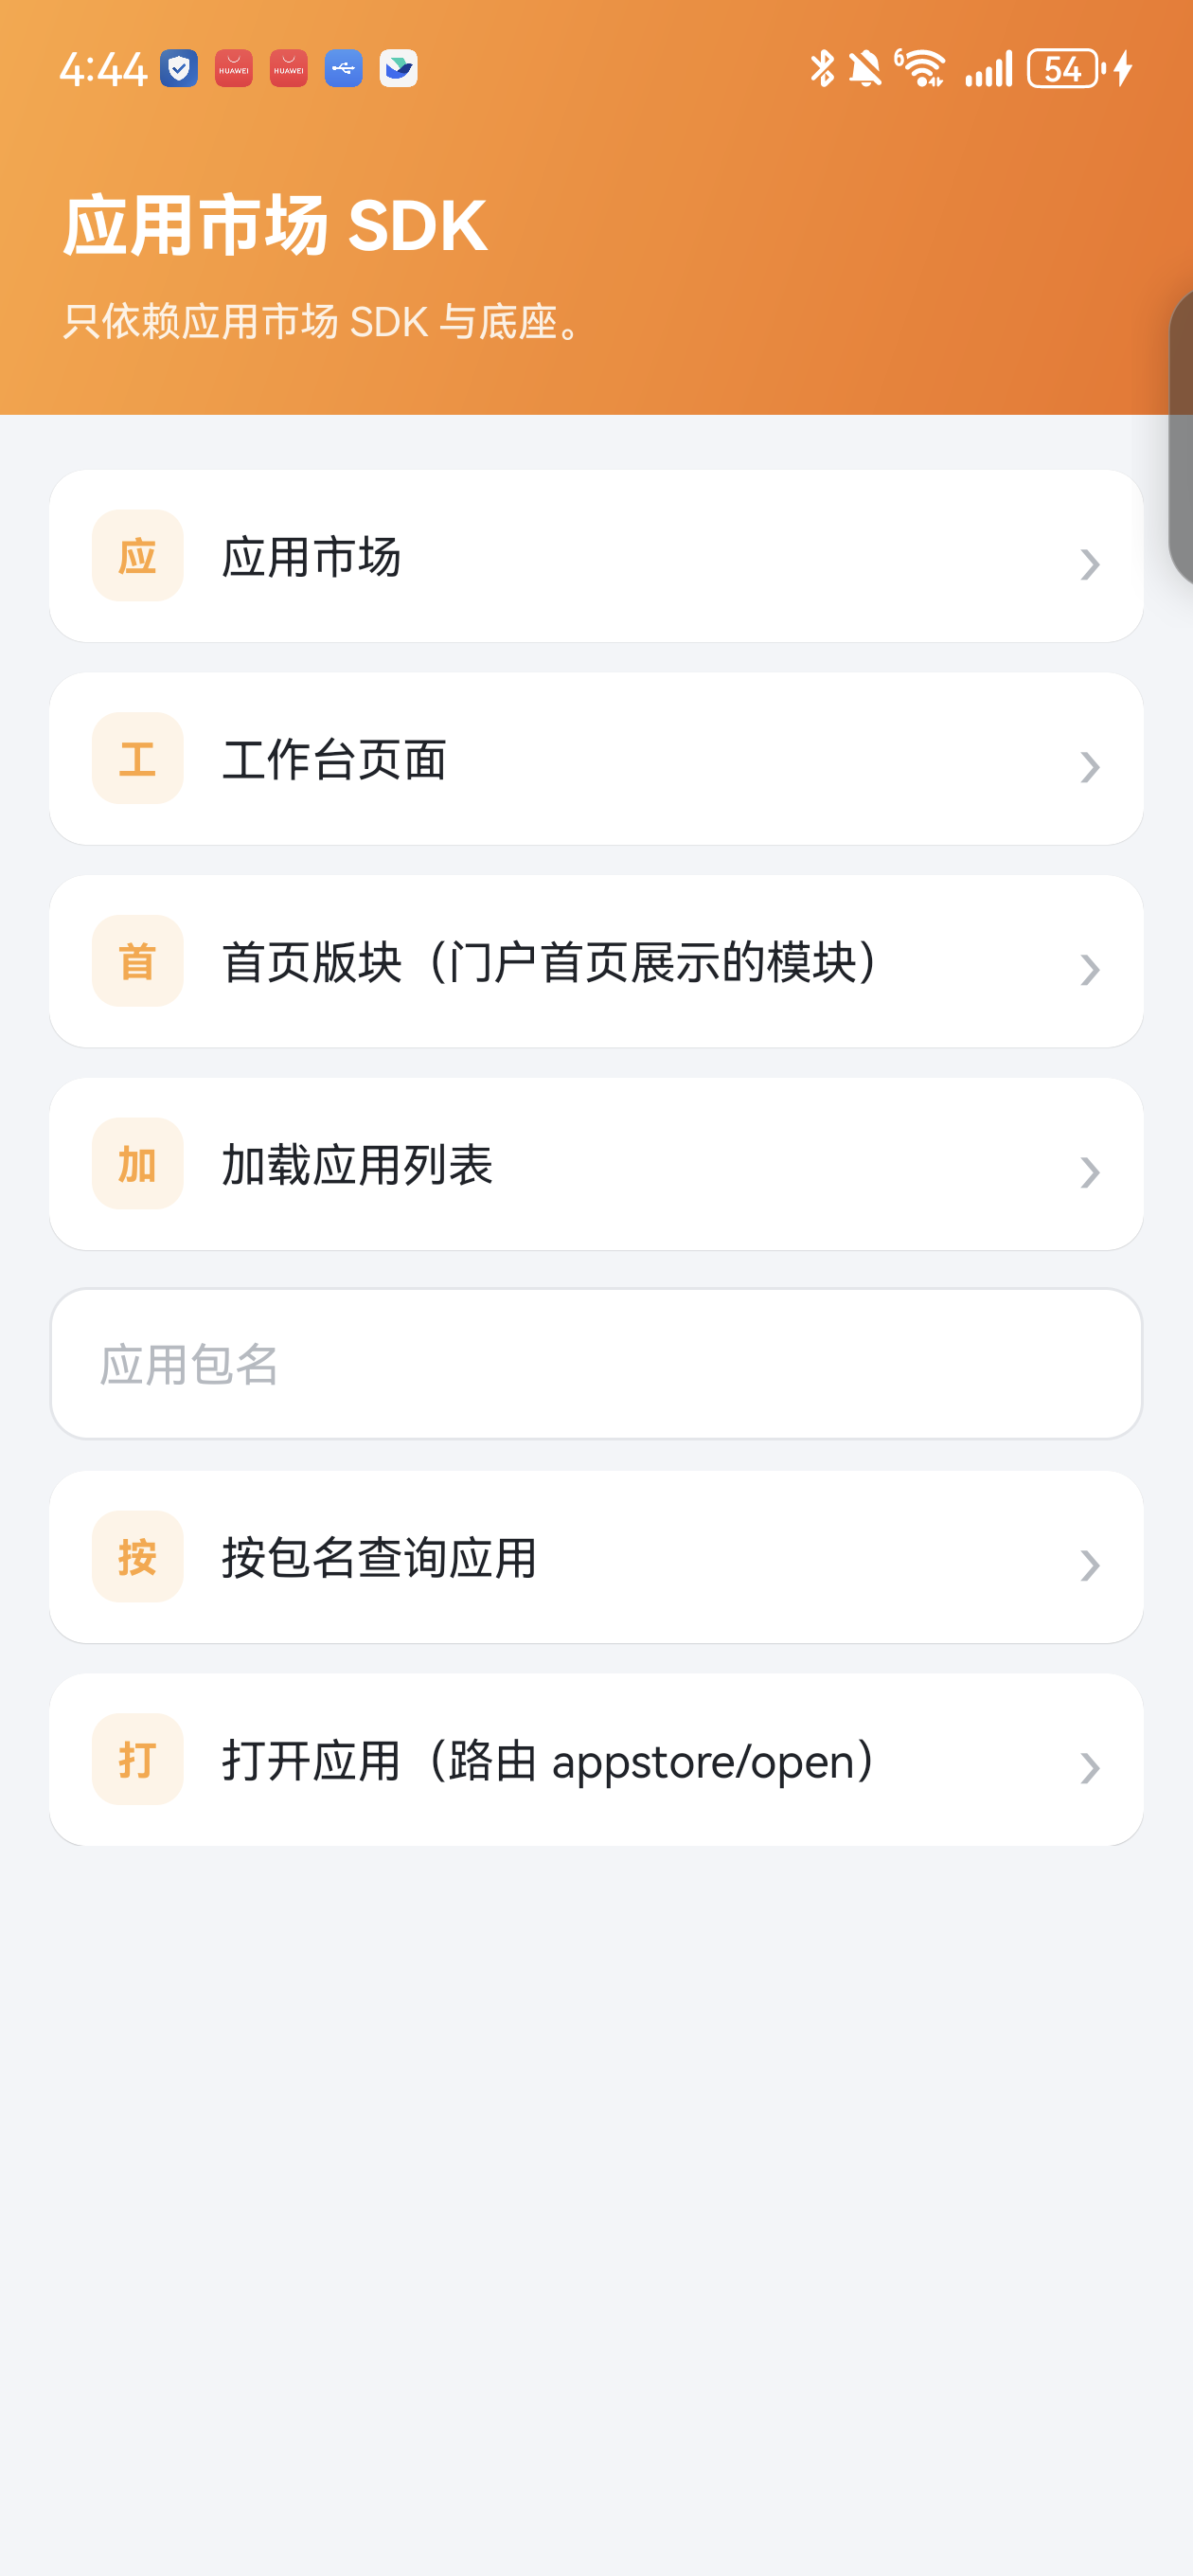 4:44 HUAWEI HUAWEI 6 54
应用市场 SDK
只依赖应用市场 SDK 与底座。
应 应用市场
工 工作台页面
首 首页版块（门户首页展示的模块）
加 加载应用列表
应用包名
按 按包名查询应用
打 打开应用（路由 appstore/open）